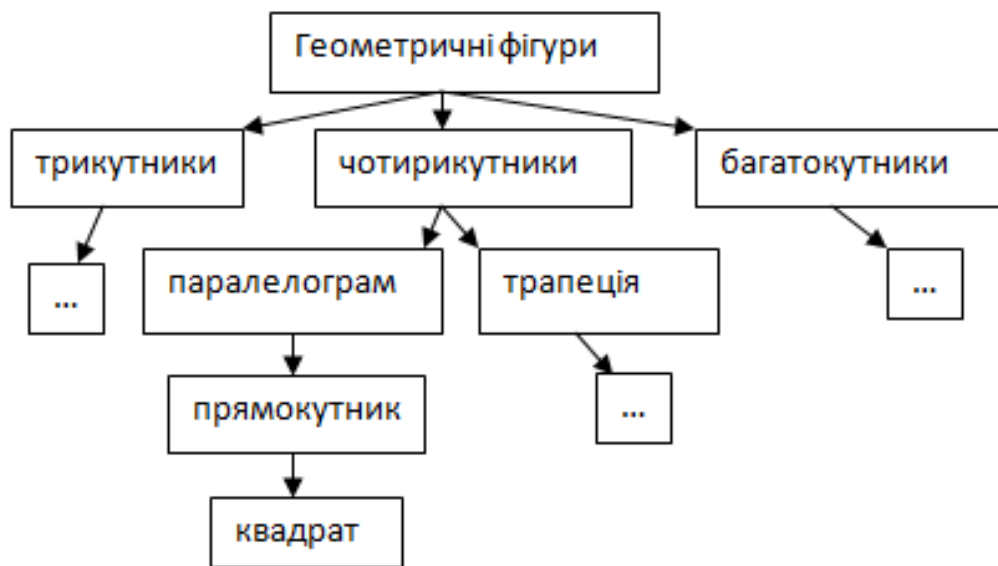 Геометричні фігури
трикутники
чотирикутники
багатокутники
...
паралелограм
трапеція
...
прямокутник
...
квадрат